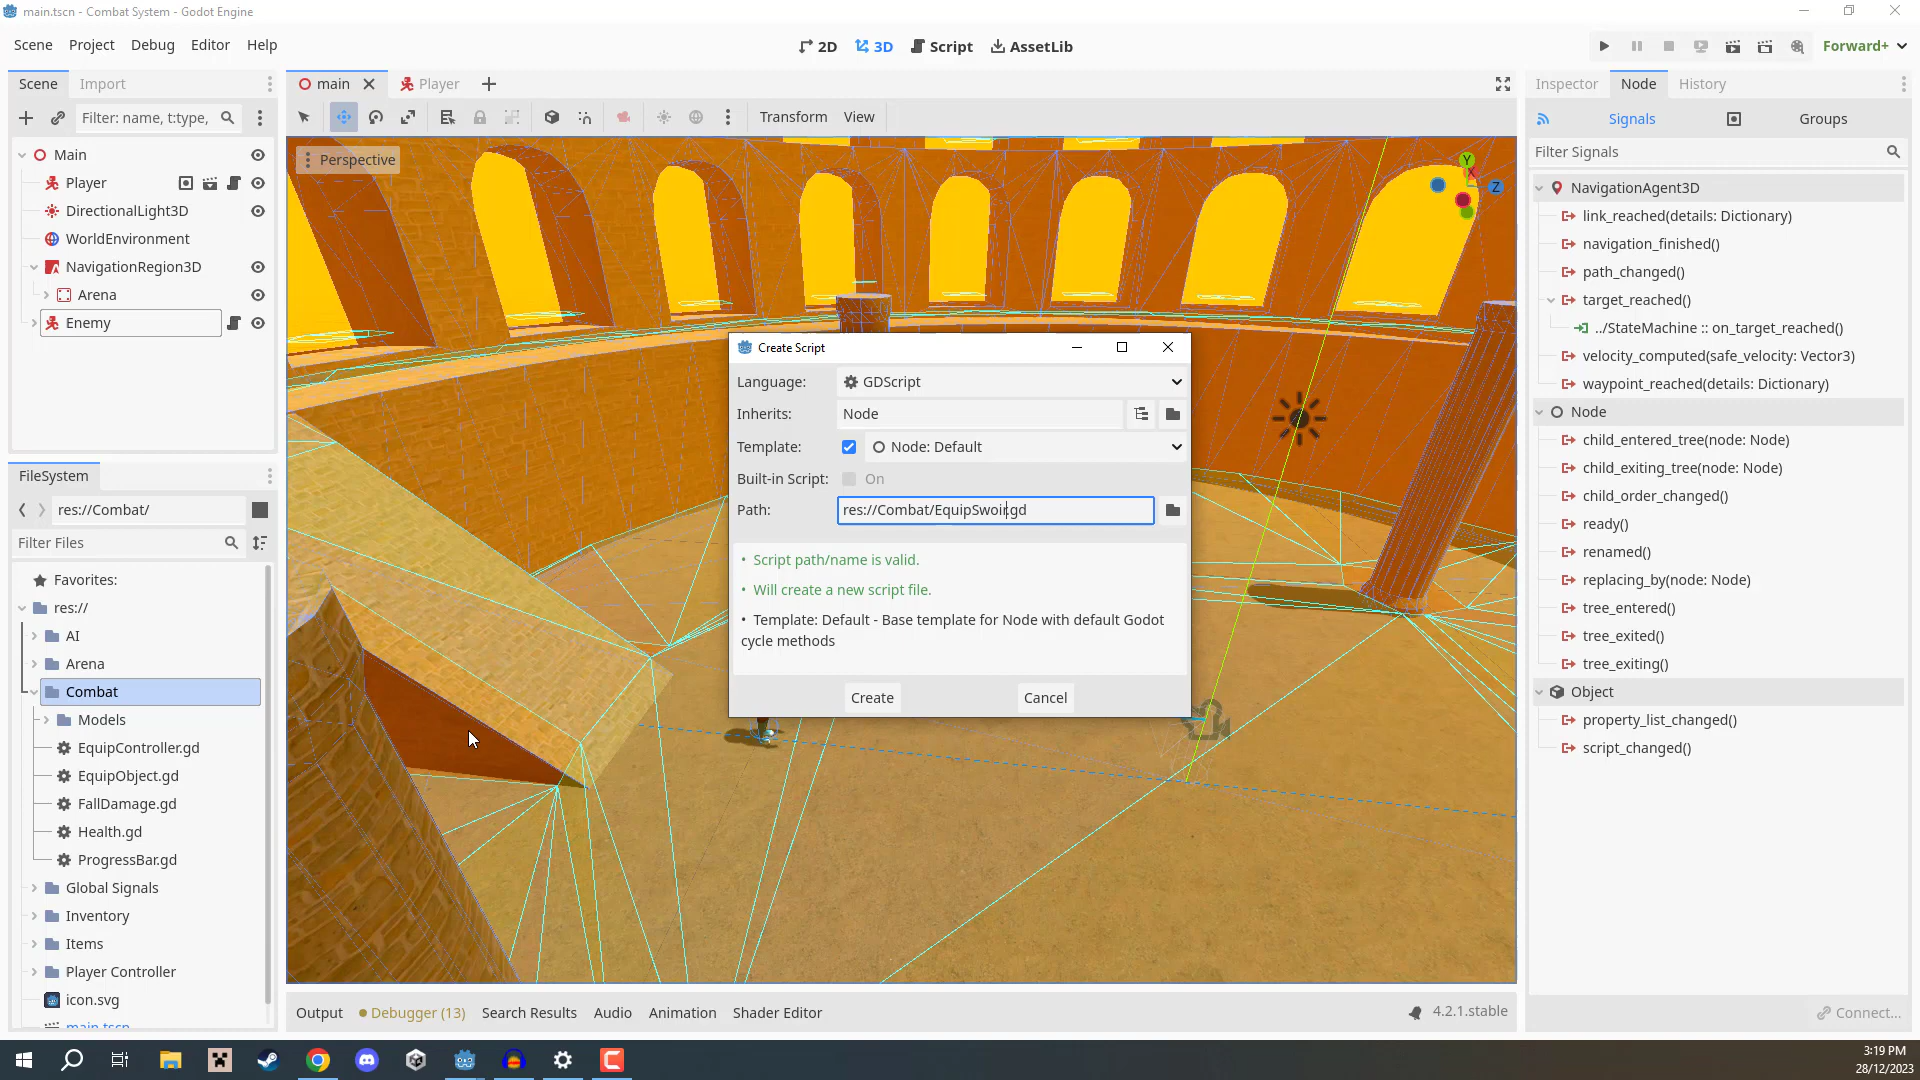 main.tscn - Combat System - Godot Engine
Scene Project Debug Editor Help
2D 3D Script AssetLib
Forward+
Scene Import
Filter: name, t:type,
Main
Player
DirectionalLight3D
WorldEnvironment
NavigationRegion3D
Arena
Enemy
FileSystem
res://Combat/
Filter Files
Favorites:
res://
AI
Arena
Combat
Models
EquipController.gd
EquipObject.gd
FallDamage.gd
Health.gd
ProgressBar.gd
Global Signals
Inventory
Items
Player Controller
icon.svg
main.tscn
main Player
Transform View
Perspective
Y
X
Z
Create Script
Language: GDScript
Inherits: Node
Template: Node: Default
Built-in Script: On
Path: res://Combat/EquipSwoir.gd
• Script path/name is valid.
• Will create a new script file.
• Template: Default - Base template for Node with default Godot
cycle methods
Create Cancel
Output Debugger (13) Search Results Audio Animation Shader Editor
4.2.1.stable
Inspector Node History
Signals Groups
Filter Signals
NavigationAgent3D
link_reached(details: Dictionary)
navigation_finished()
path_changed()
target_reached()
../StateMachine :: on_target_reached()
velocity_computed(safe_velocity: Vector3)
waypoint_reached(details: Dictionary)
Node
child_entered_tree(node: Node)
child_exiting_tree(node: Node)
child_order_changed()
ready()
renamed()
replacing_by(node: Node)
tree_entered()
tree_exited()
tree_exiting()
Object
property_list_changed()
script_changed()
Connect...
3:19 PM
28/12/2023